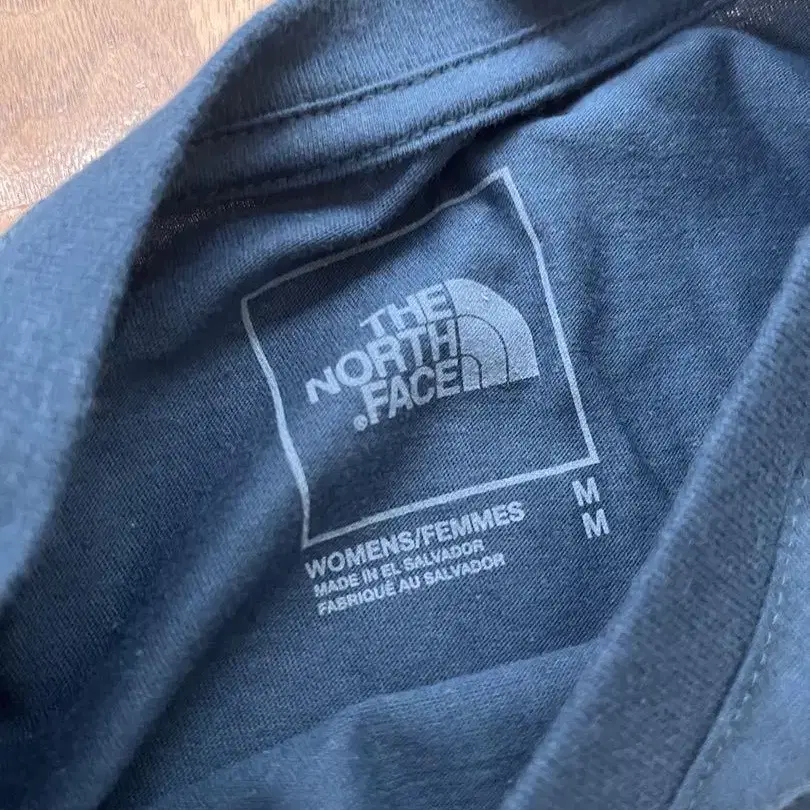 THE
NORTH
FACE®
WOMENS/FEMMES M
MADE IN EL SALVADOR M
FABRIQUÉ AU SALVADOR